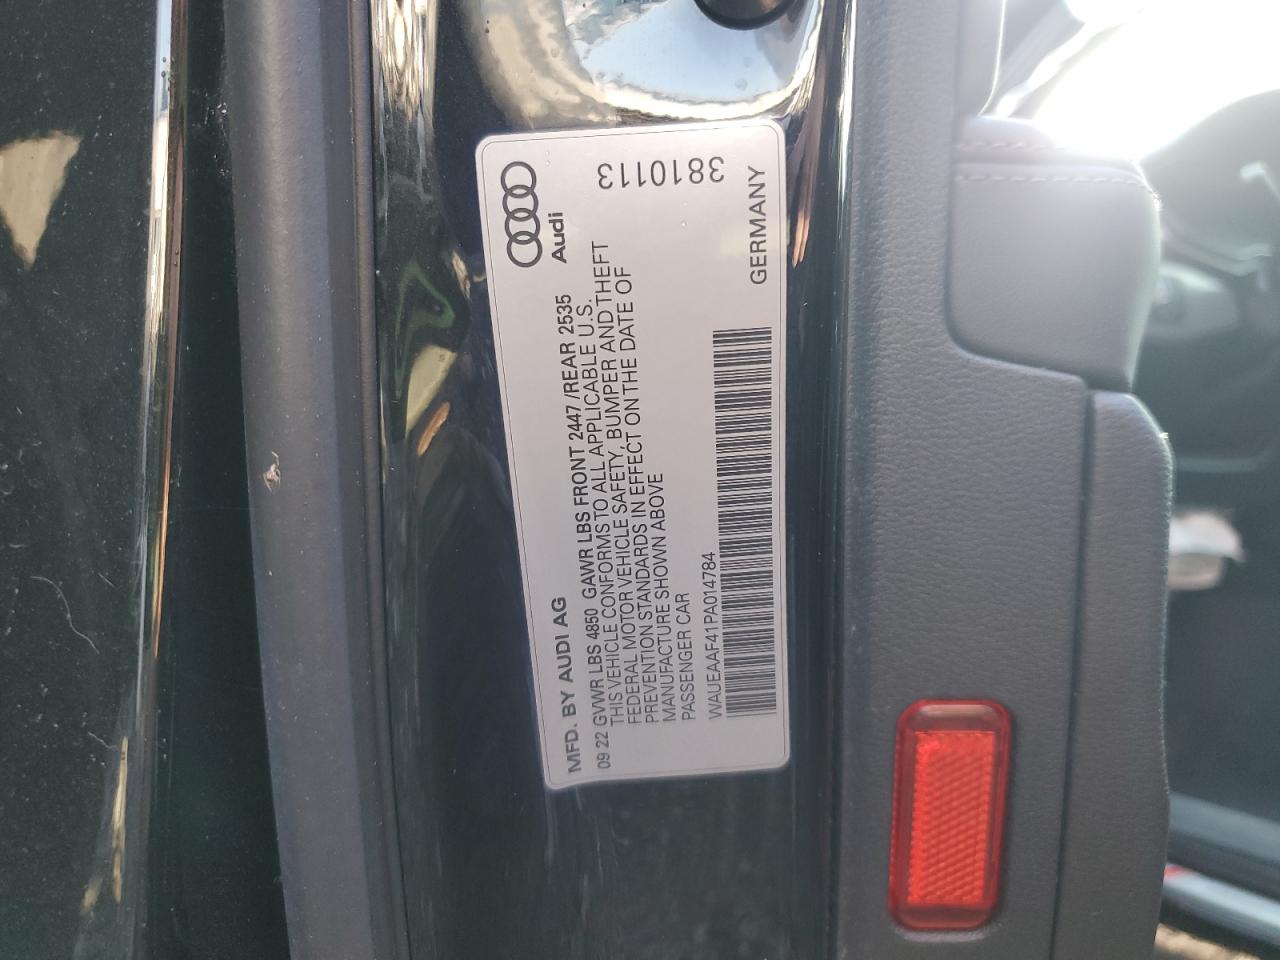 MFD. BY AUDI AG
Audi
09 22 GVWR LBS 4850 GAWR LBS FRONT 2447 /REAR 2535
THIS VEHICLE CONFORMS TO ALL APPLICABLE U.S.
FEDERAL MOTOR VEHICLE SAFETY, BUMPER AND THEFT
PREVENTION STANDARDS IN EFFECT ON THE DATE OF
MANUFACTURE SHOWN ABOVE
PASSENGER CAR
WAUEAAF41PA014784
GERMANY
3810113